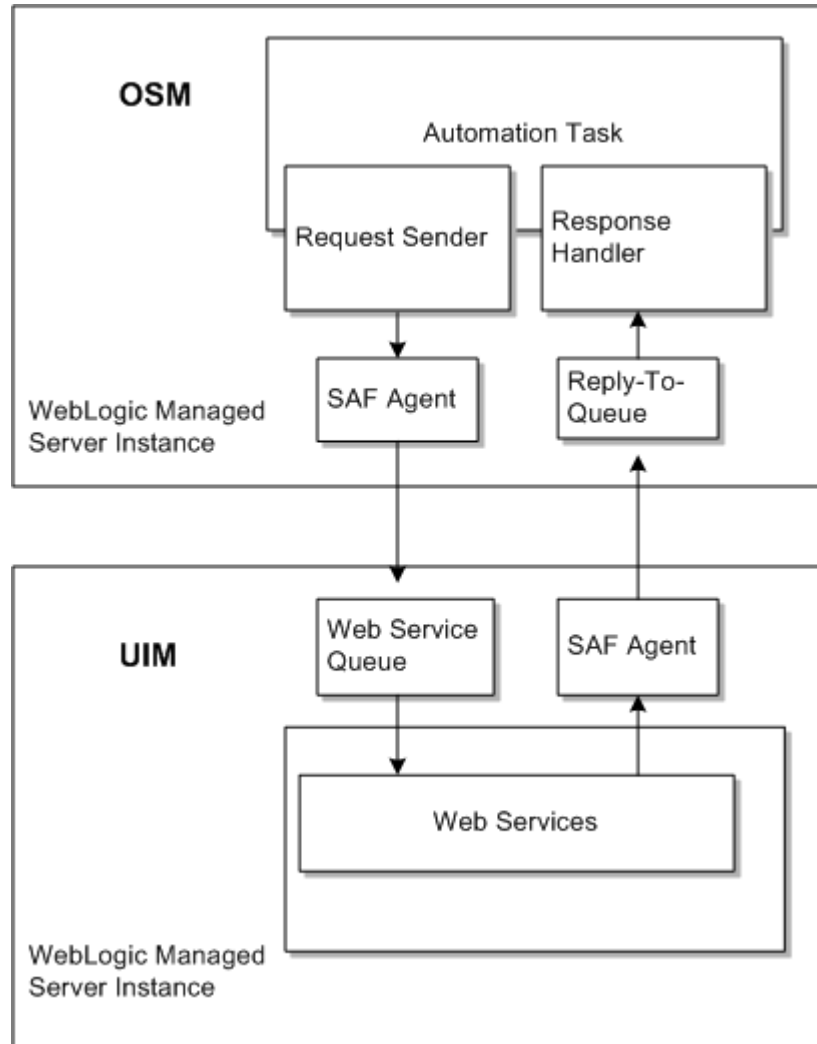 OSM
Automation Task
Request Sender
Response
Handler
SAF Agent
Reply-To-
Queue
WebLogic Managed
Server Instance
UIM
Web Service
Queue
SAF Agent
Web Services
WebLogic Managed
Server Instance